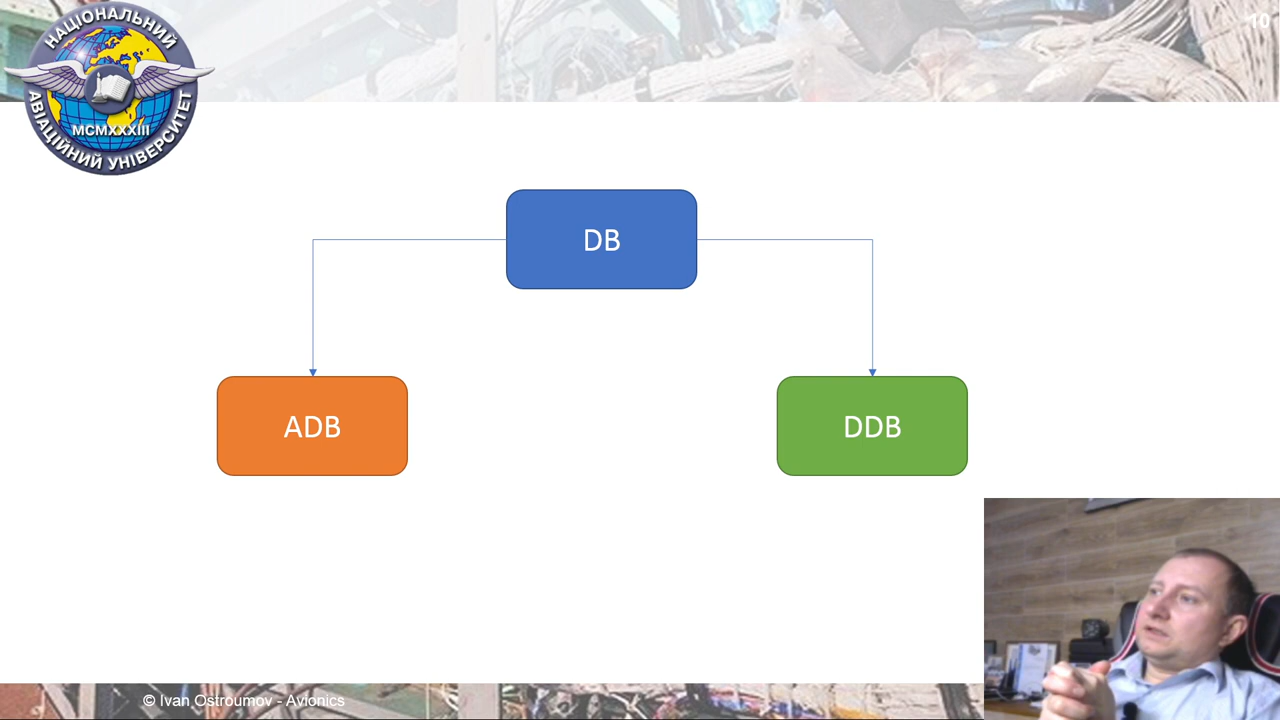 НАЦІОНАЛЬНИЙ
АВІАЦІЙНИЙ УНІВЕРСИТЕТ
MCMXXXIII
10
DB
ADB
DDB
© Ivan Ostroumov - Avionics